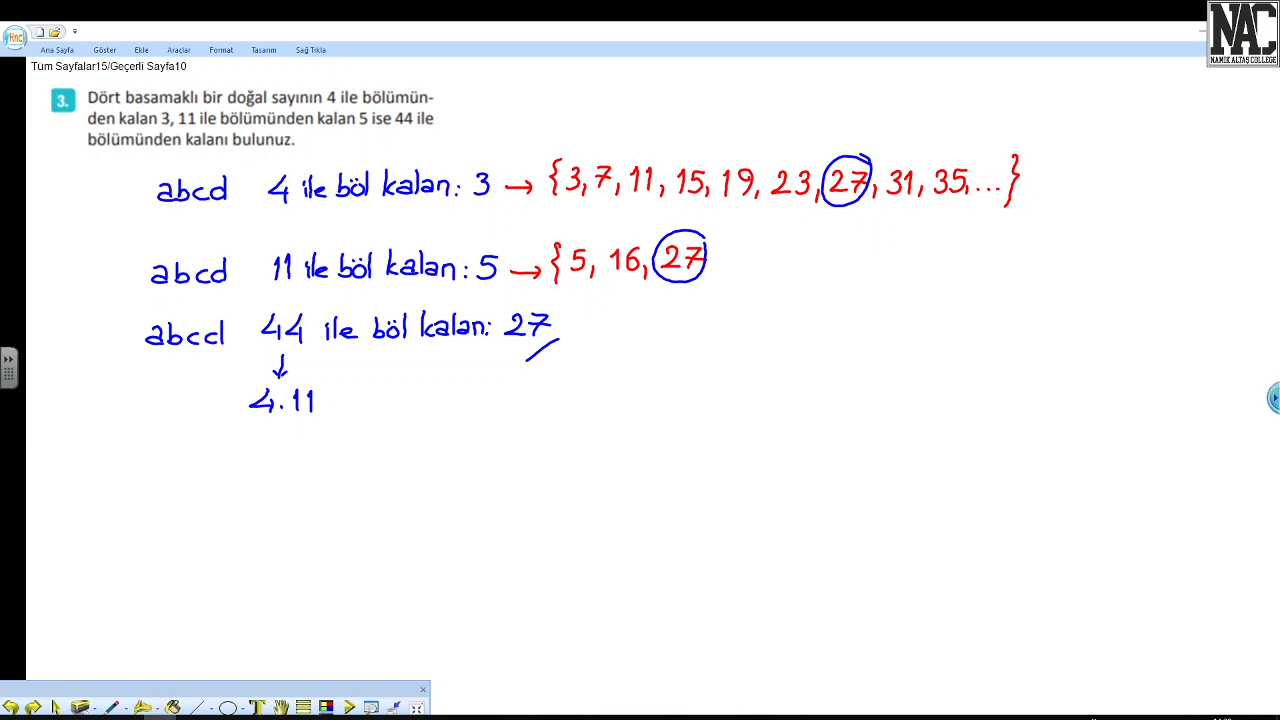 NAC
NAMIK ALTAŞ COLLEGE
Hnc
Ana Sayfa Göster Ekle Araçlar Format Tasarım Sağ Tıkla
Tüm Sayfalar15/Geçerli Sayfa10
3. Dört basamaklı bir doğal sayının 4 ile bölümün-
den kalan 3, 11 ile bölümünden kalan 5 ise 44 ile
bölümünden kalanı bulunuz.
abcd 4 ile böl kalan: 3 → {3, 7, 11, 15, 19, 23, 27, 31, 35, ...}
abcd 11 ile böl kalan: 5 → {5, 16, 27
abcd 44 ile böl kalan: 27
↓
4.11